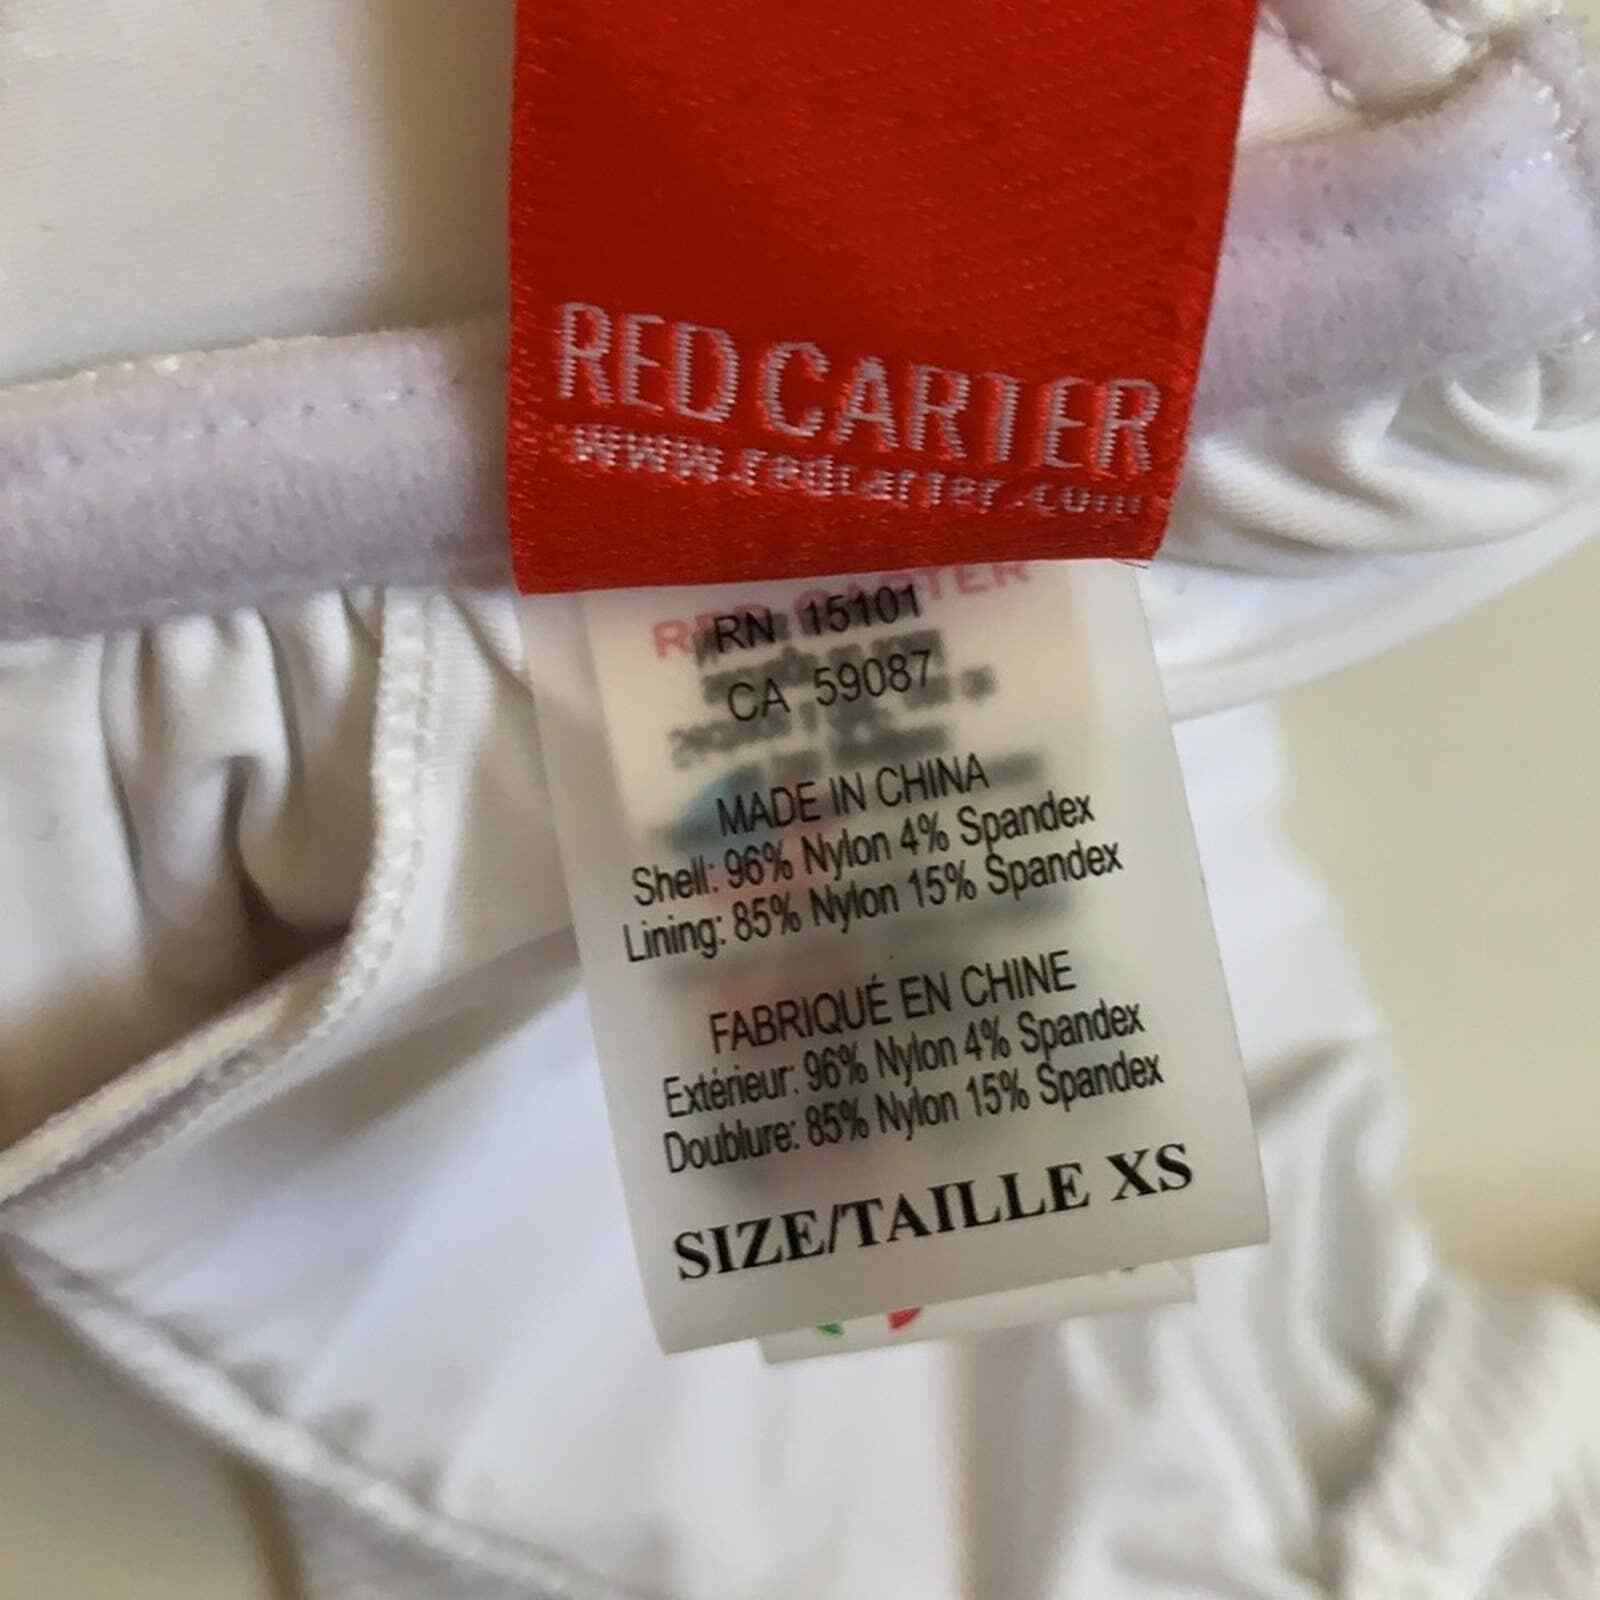 RED CARTER
www.redcarter.com
RED CARTER
RN 15101
CA 59087
MADE IN CHINA
Shell: 96% Nylon 4% Spandex
Lining: 85% Nylon 15% Spandex
FABRIQUÉ EN CHINE
Extérieur: 96% Nylon 4% Spandex
Doublure: 85% Nylon 15% Spandex
SIZE/TAILLE XS